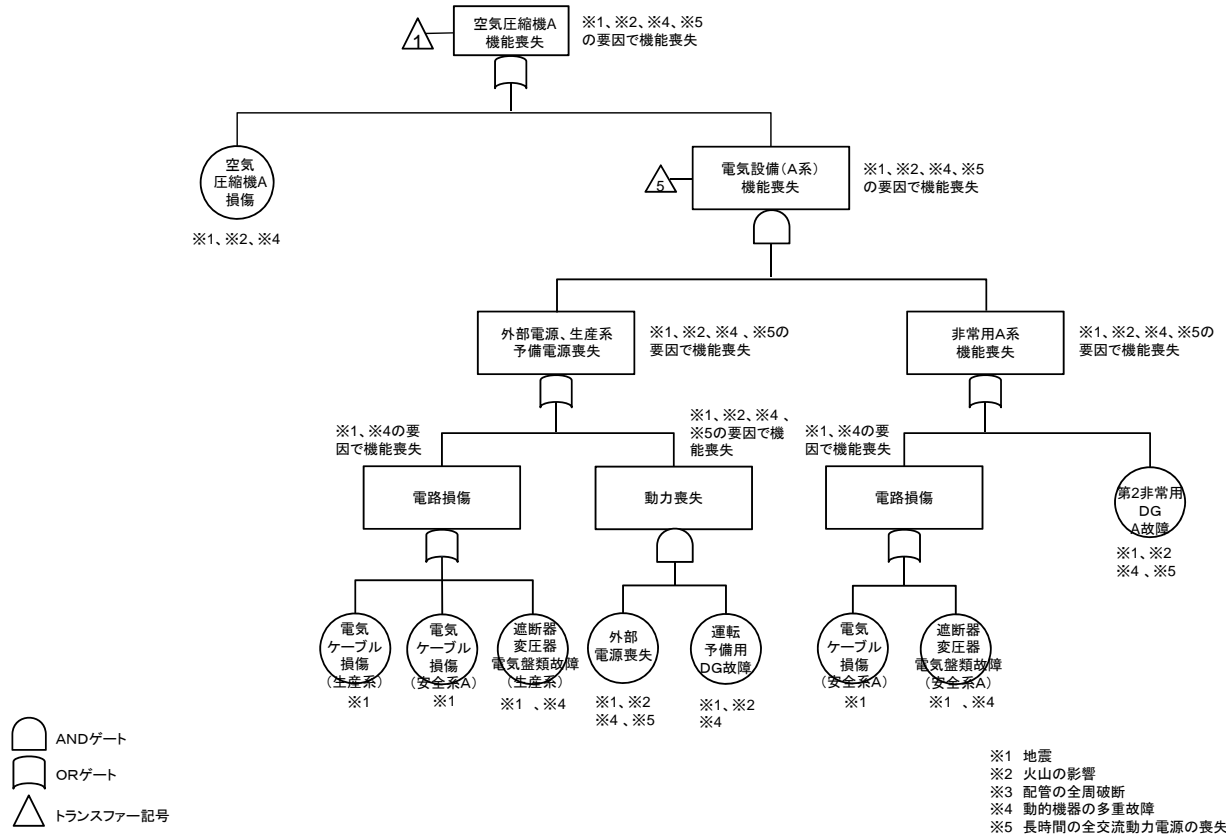 1
空気圧縮機A
機能喪失
※1、※2、※4、※5
の要因で機能喪失
空気
圧縮機A
損傷
※1、※2、※4
5
電気設備(A系)
機能喪失
※1、※2、※4、※5
の要因で機能喪失
外部電源、生産系
予備電源喪失
※1、※2、※4 、※5の
要因で機能喪失
非常用A系
機能喪失
※1、※2、※4、※5の
要因で機能喪失
※1、※4の要
因で機能喪失
電路損傷
※1、※2、※4 、
※5の要因で機
能喪失
動力喪失
※1、※4の要
因で機能喪失
電路損傷
第2非常用
DG
A故障
※1、※2
※4 、※5
電気
ケーブル
損傷
(生産系)
※1
電気
ケーブル
損傷
(安全系A)
※1
遮断器
変圧器
電気盤類故障
(生産系)
※1 、※4
外部
電源喪失
※1、※2
※4 、※5
運転
予備用
DG故障
※1、※2
※4
電気
ケーブル
損傷
(安全系A)
※1
遮断器
変圧器
電気盤類故障
(安全系A)
※1 、※4
ANDゲート
ORゲート
トランスファー記号
※1 地震
※2 火山の影響
※3 配管の全周破断
※4 動的機器の多重故障
※5 長時間の全交流動力電源の喪失